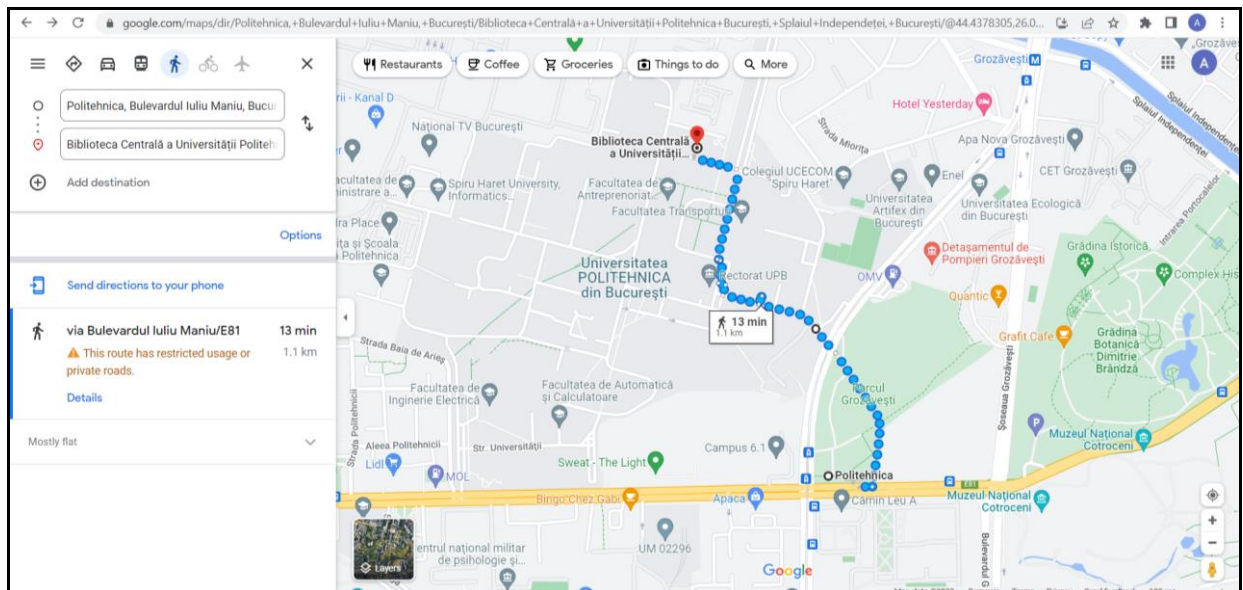 google.com/maps/dir/Politehnica,+Bulevardul+Iuliu+Maniu,+București/Biblioteca+Centrală+a+Universității+Politehnica+București,+Splaiul+Independeței,+București/@44.4378305,26.0...
A
Politehnica, Bulevardul Iuliu Maniu, Bucur
Biblioteca Centrală a Universității Politeh
Add destination
Options
Send directions to your phone
via Bulevardul Iuliu Maniu/E81
13 min
This route has restricted usage or
1.1 km
private roads.
Details
Mostly flat
Restaurants
Coffee
Groceries
Things to do
More
A
Grozăvești
M
Splaiul Independenței
Splaiul Independenței
Hotel Yesterday
Kanal D
Național TV București
Strada Miorița
Apa Nova Grozăvești
Biblioteca Centrală
a Universității...
Colegiul UCECOM
"Spiru Haret"
Enel
CET Grozăvești
Spiru Haret University,
Informatics...
Facultatea de
Antreprenoriat...
Facultatea Transporturi
Universitatea
Artifex din
București
Universitatea Ecologică
din București
Intrarea Portocalelor
Universitatea
POLITEHNICA
din București
Rectorat UPB
Detașamentul de
Pompieri Grozăvești
Grădina Istorică
Complex His
OMV
Quantic
Grafit Cafe
Grădina
Botanică
Dimitrie
Brândză
13 min
1.1 km
Strada Baia de Arieș
Facultatea de
Inginerie Electrică
Facultatea de Automatică
și Calculatoare
Parcul
Grozăvești
Șoseaua Grozăvești
Strada Politehnicii
Aleea Politehnicii
Str. Universității
Lidl
MOL
Sweat - The Light
Campus 6.1
Politehnica
P
Muzeul Național
Cotroceni
E81
Bingo Chez Gabi
Apaca
Cămin Leu A
Muzeul Național
Cotroceni
Layers
național militar
de psihologie și...
UM 02296
Bulevardul G
Google